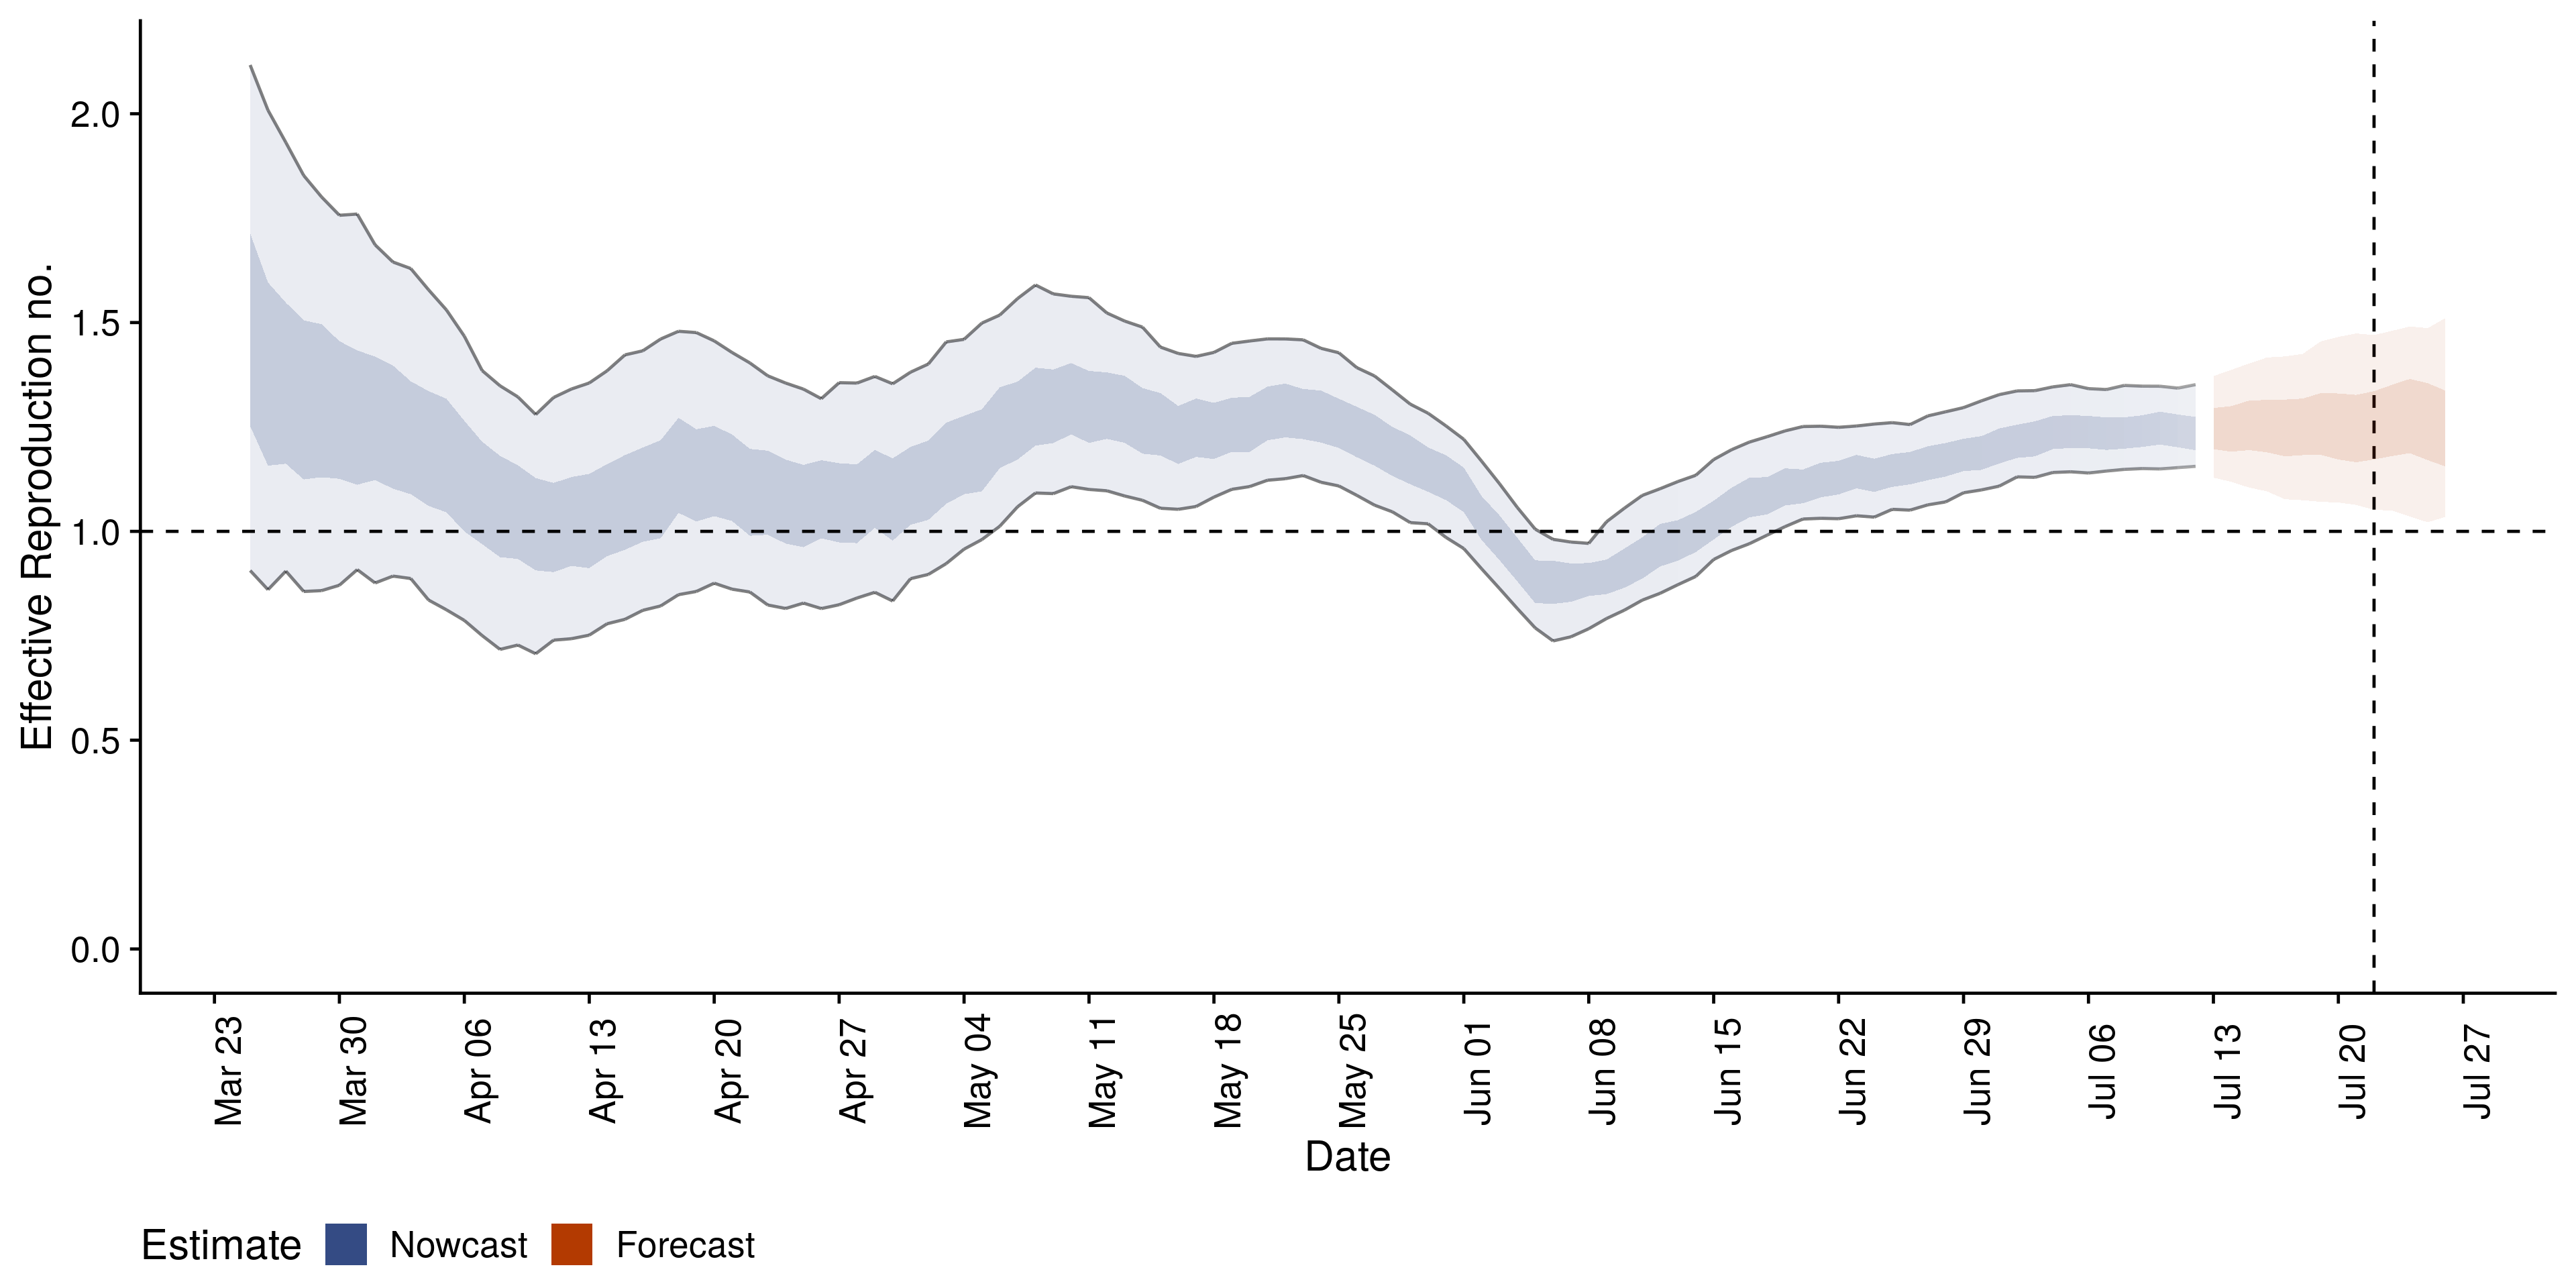 Effective Reproduction no.
2.0
1.5
1.0
0.5
0.0
Mar 23
Mar 30
Apr 06
Apr 13
Apr 20
Apr 27
May 04
May 11
May 18
May 25
Jun 01
Jun 08
Jun 15
Jun 22
Jun 29
Jul 06
Jul 13
Jul 20
Jul 27
Date
Estimate Nowcast Forecast